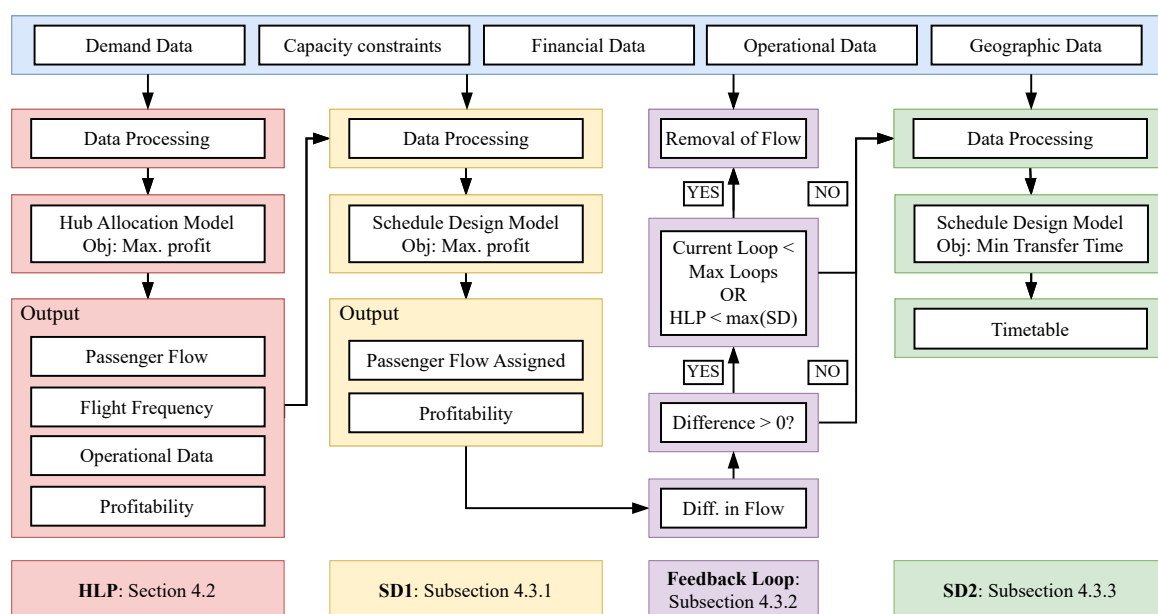 Demand Data
Capacity constraints
Financial Data
Operational Data
Geographic Data
Data Processing
Hub Allocation Model
Obj: Max. profit
Output
Passenger Flow
Flight Frequency
Operational Data
Profitability
HLP: Section 4.2
Data Processing
Schedule Design Model
Obj: Max. profit
Output
Passenger Flow Assigned
Profitability
SD1: Subsection 4.3.1
Removal of Flow
YES
NO
Current Loop <
Max Loops
OR
HLP < max(SD)
YES
NO
Difference > 0?
Diff. in Flow
Feedback Loop:
Subsection 4.3.2
Data Processing
Schedule Design Model
Obj: Min Transfer Time
Timetable
SD2: Subsection 4.3.3